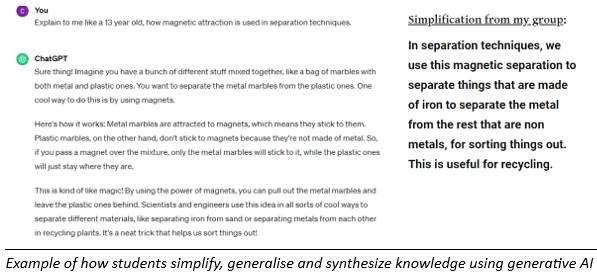 C You
Explain to me like a 13 year old, how magnetic attraction is used in separation techniques.
ChatGPT
Sure thing! Imagine you have a bunch of different stuff mixed together, like a bag of marbles with
both metal and plastic ones. You want to separate the metal marbles from the plastic ones. One
cool way to do this is by using magnets.
Here's how it works: Metal marbles are attracted to magnets, which means they stick to them.
Plastic marbles, on the other hand, don't stick to magnets because they're not made of metal. So,
if you pass a magnet over the mixture, only the metal marbles will stick to it, while the plastic ones
will just stay where they are.
This is kind of like magic! By using the power of magnets, you can pull out the metal marbles and
leave the plastic ones behind. Scientists and engineers use this idea in all sorts of cool ways to
separate different materials, like separating iron from sand or separating metals from each other
in recycling plants. It's a neat trick that helps us sort things out!
Simplification from my group:
In separation techniques, we
use this magnetic separation to
separate things that are made
of iron to separate the metal
from the rest that are non
metals, for sorting things out.
This is useful for recycling.
Example of how students simplify, generalise and synthesize knowledge using generative AI